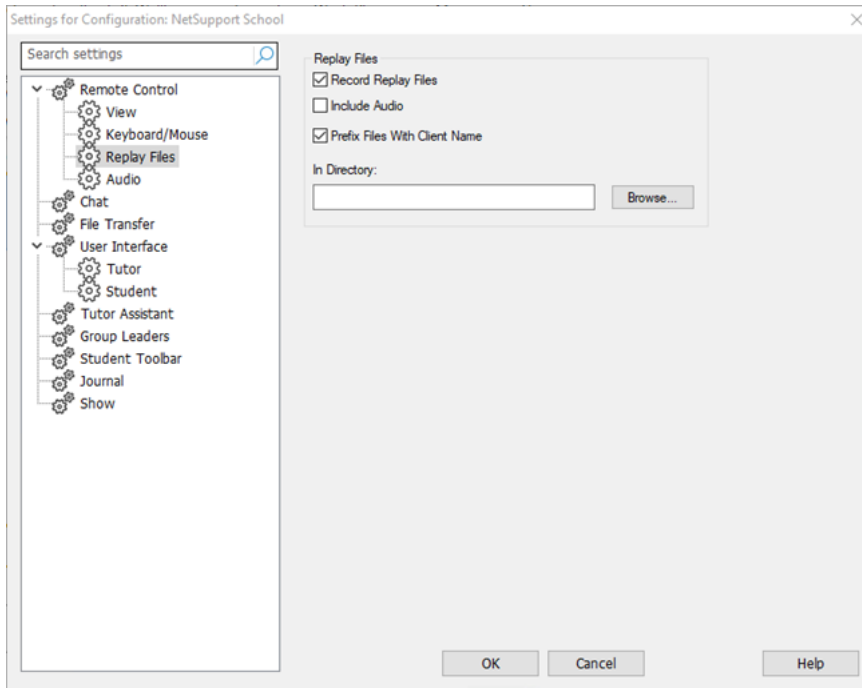 Settings for Configuration: NetSupport School
Search settings
Remote Control
View
Keyboard/Mouse
Replay Files
Audio
Chat
File Transfer
User Interface
Tutor
Student
Tutor Assistant
Group Leaders
Student Toolbar
Journal
Show
Replay Files
Record Replay Files
Include Audio
Prefix Files With Client Name
In Directory:
Browse...
OK Cancel Help